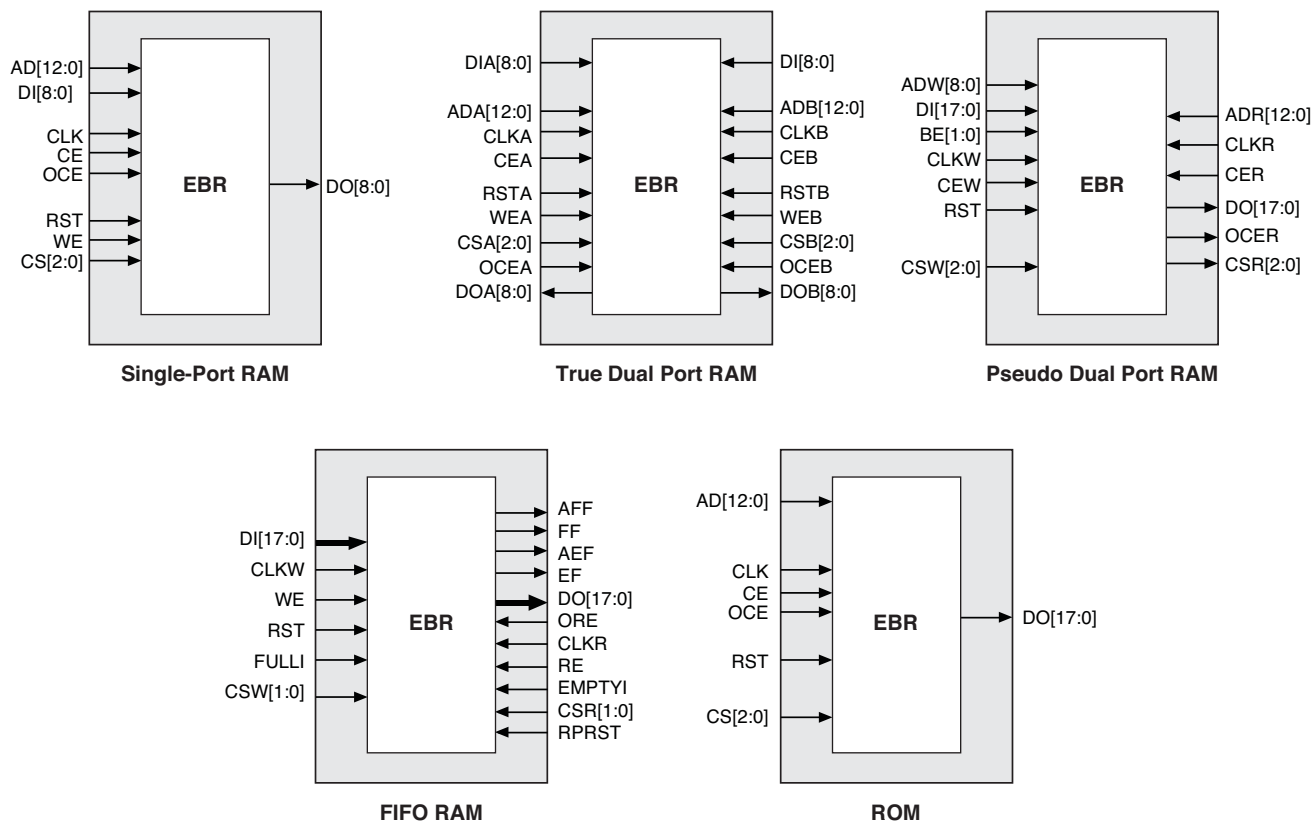 AD[12:0]
DI[8:0]
CLK
CE
OCE
RST
WE
CS[2:0]
EBR
DO[8:0]
Single-Port RAM
DIA[8:0]
ADA[12:0]
CLKA
CEA
RSTA
WEA
CSA[2:0]
OCEA
DOA[8:0]
EBR
DI[8:0]
ADB[12:0]
CLKB
CEB
RSTB
WEB
CSB[2:0]
OCEB
DOB[8:0]
True Dual Port RAM
ADW[8:0]
DI[17:0]
BE[1:0]
CLKW
CEW
RST
CSW[2:0]
EBR
ADR[12:0]
CLKR
CER
DO[17:0]
OCER
CSR[2:0]
Pseudo Dual Port RAM
DI[17:0]
CLKW
WE
RST
FULLI
CSW[1:0]
EBR
AFF
FF
AEF
EF
DO[17:0]
ORE
CLKR
RE
EMPTYI
CSR[1:0]
RPRST
FIFO RAM
AD[12:0]
CLK
CE
OCE
RST
CS[2:0]
EBR
DO[17:0]
ROM